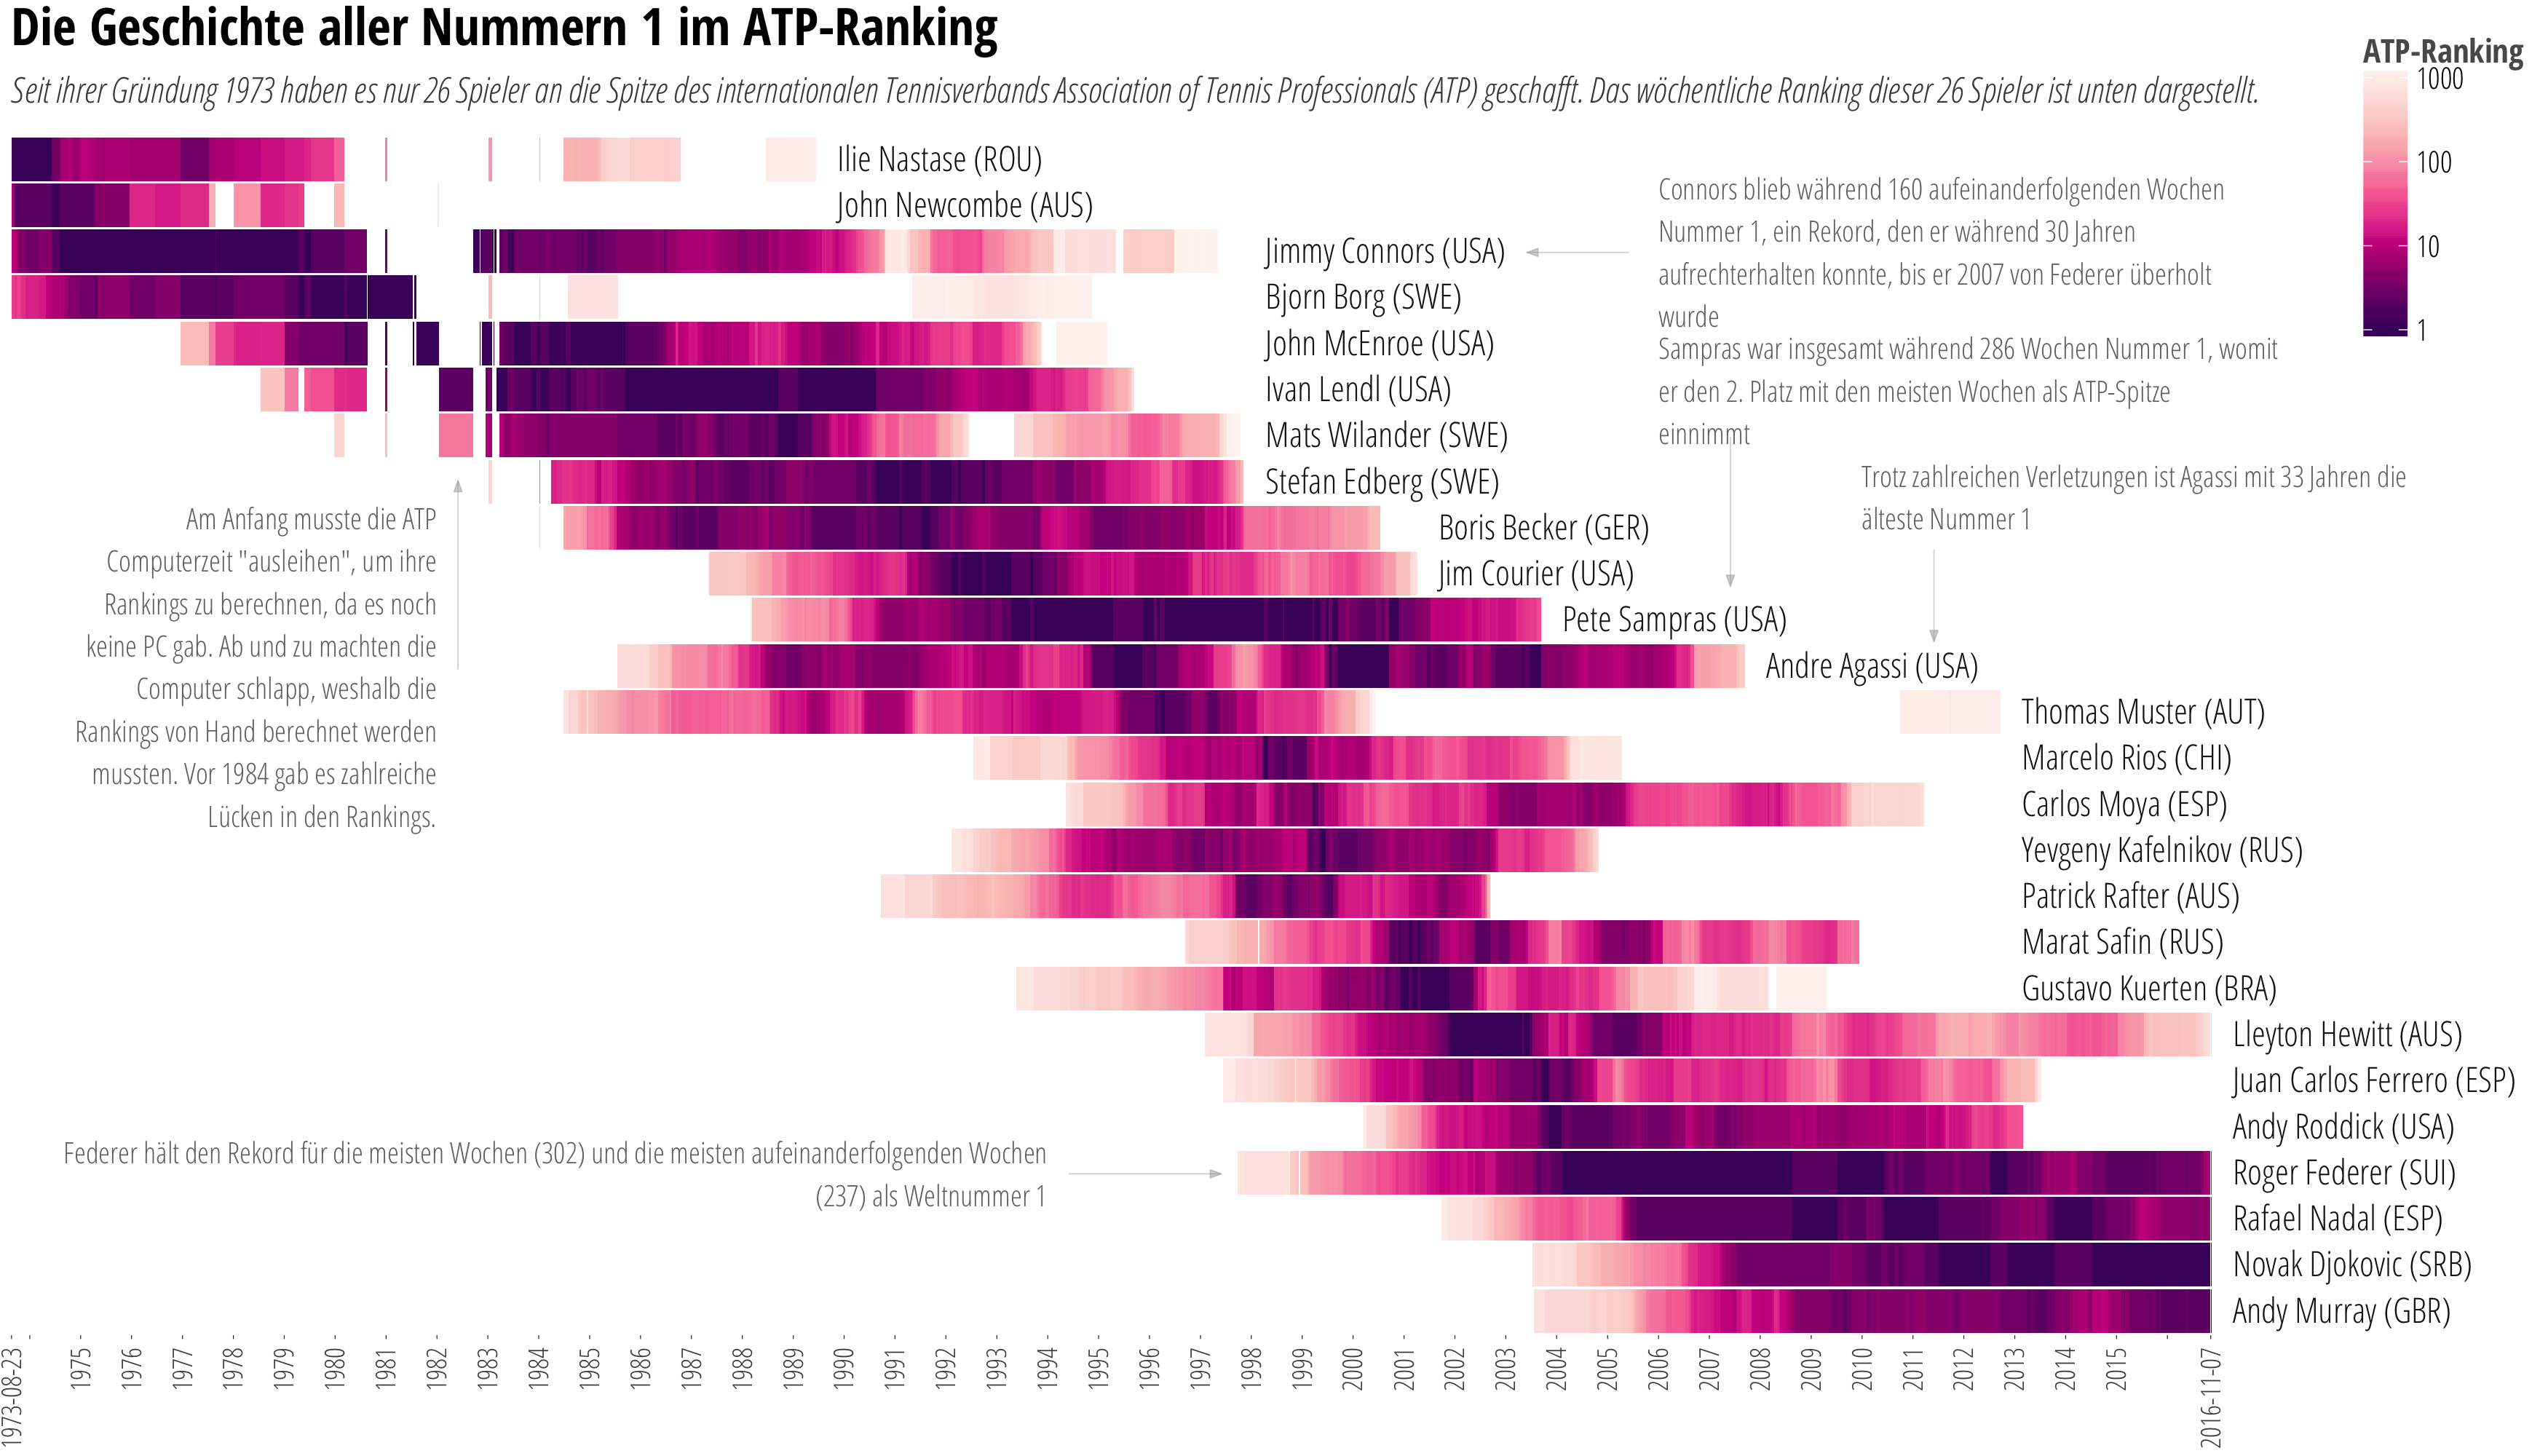 Die Geschichte aller Nummern 1 im ATP-Ranking
Seit ihrer Gründung 1973 haben es nur 26 Spieler an die Spitze des internationalen Tennisverbands Association of Tennis Professionals (ATP) geschafft. Das wöchentliche Ranking dieser 26 Spieler ist unten dargestellt.
ATP-Ranking
1000
100
10
1
Ilie Nastase (ROU)
John Newcombe (AUS)
Jimmy Connors (USA)
Bjorn Borg (SWE)
John McEnroe (USA)
Ivan Lendl (USA)
Mats Wilander (SWE)
Stefan Edberg (SWE)
Boris Becker (GER)
Jim Courier (USA)
Pete Sampras (USA)
Andre Agassi (USA)
Thomas Muster (AUT)
Marcelo Rios (CHI)
Carlos Moya (ESP)
Yevgeny Kafelnikov (RUS)
Patrick Rafter (AUS)
Marat Safin (RUS)
Gustavo Kuerten (BRA)
Lleyton Hewitt (AUS)
Juan Carlos Ferrero (ESP)
Andy Roddick (USA)
Roger Federer (SUI)
Rafael Nadal (ESP)
Novak Djokovic (SRB)
Andy Murray (GBR)
Connors blieb während 160 aufeinanderfolgenden Wochen
Nummer 1, ein Rekord, den er während 30 Jahren
aufrechterhalten konnte, bis er 2007 von Federer überholt
wurde
Sampras war insgesamt während 286 Wochen Nummer 1, womit
er den 2. Platz mit den meisten Wochen als ATP-Spitze
einnimmt
Trotz zahlreichen Verletzungen ist Agassi mit 33 Jahren die
älteste Nummer 1
Am Anfang musste die ATP
Computerzeit "ausleihen", um ihre
Rankings zu berechnen, da es noch
keine PC gab. Ab und zu machten die
Computer schlapp, weshalb die
Rankings von Hand berechnet werden
mussten. Vor 1984 gab es zahlreiche
Lücken in den Rankings.
Federer hält den Rekord für die meisten Wochen (302) und die meisten aufeinanderfolgenden Wochen
(237) als Weltnummer 1
1973-08-23
1975
1976
1977
1978
1979
1980
1981
1982
1983
1984
1985
1986
1987
1988
1989
1990
1991
1992
1993
1994
1995
1996
1997
1998
1999
2000
2001
2002
2003
2004
2005
2006
2007
2008
2009
2010
2011
2012
2013
2014
2015
2016-11-07